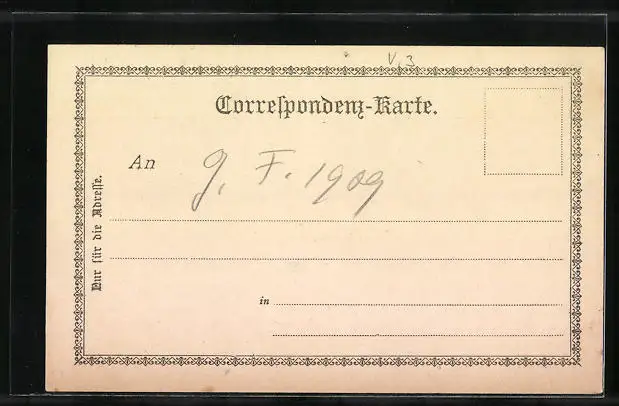 V. 3
Correſpondenz-Karte.
An
g. F. 1909
Nur für die Adreſſe.
in